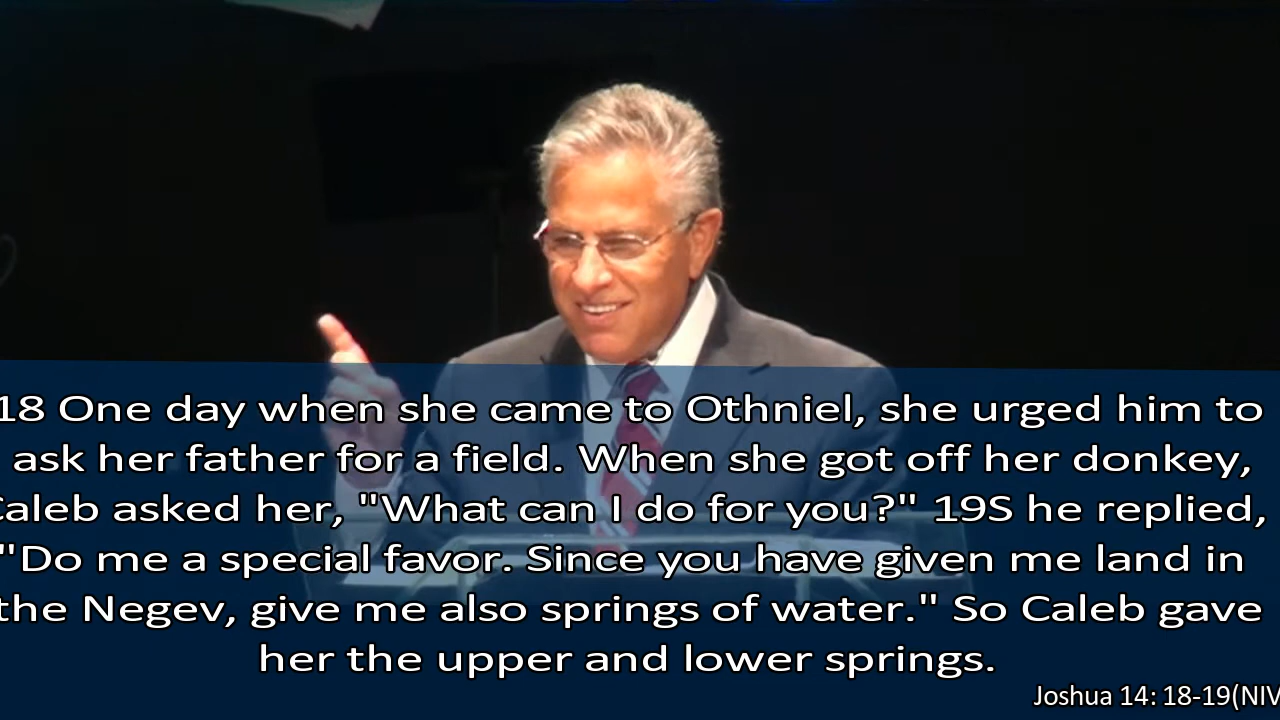 18 One day when she came to Othniel, she urged him to
ask her father for a field. When she got off her donkey,
Caleb asked her, "What can I do for you?" 19S he replied,
"Do me a special favor. Since you have given me land in
the Negev, give me also springs of water." So Caleb gave
her the upper and lower springs.
Joshua 14: 18-19(NIV